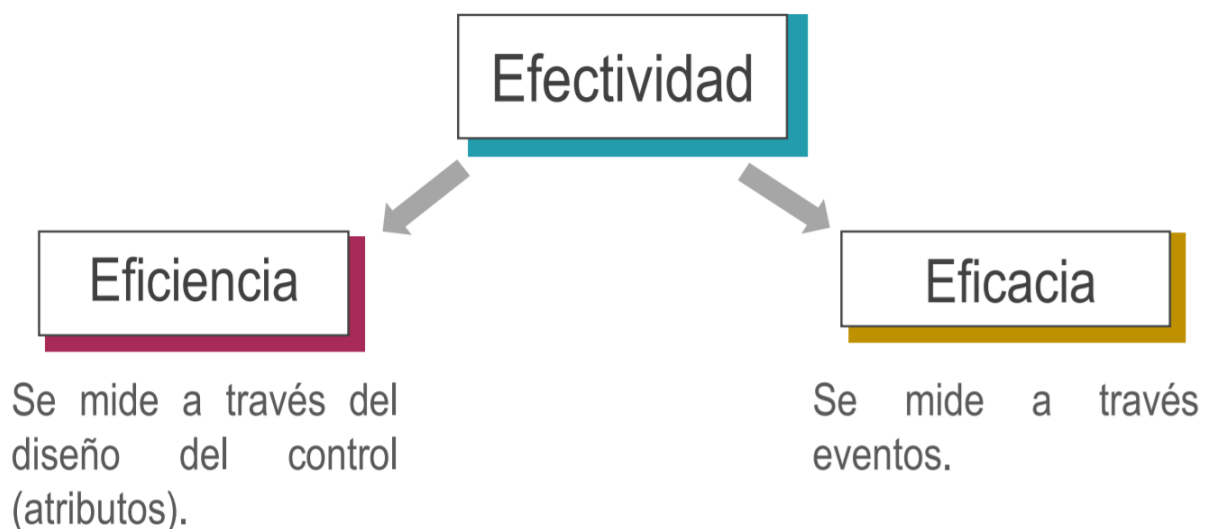 Efectividad
Eficiencia
Se mide a través del
diseño del control
(atributos).
Eficacia
Se mide a través
eventos.